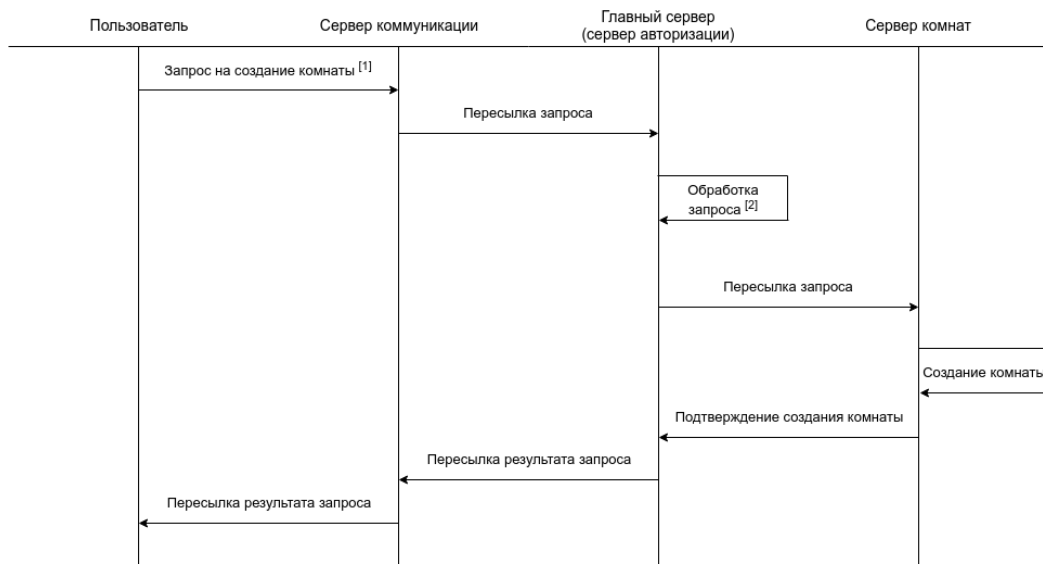 Пользователь
Сервер коммуникации
Главный сервер
(сервер авторизации)
Сервер комнат
Запрос на создание комнаты [1]
Пересылка запроса
Обработка
запроса [2]
Пересылка запроса
Создание комнаты
Подтверждение создания комнаты
Пересылка результата запроса
Пересылка результата запроса